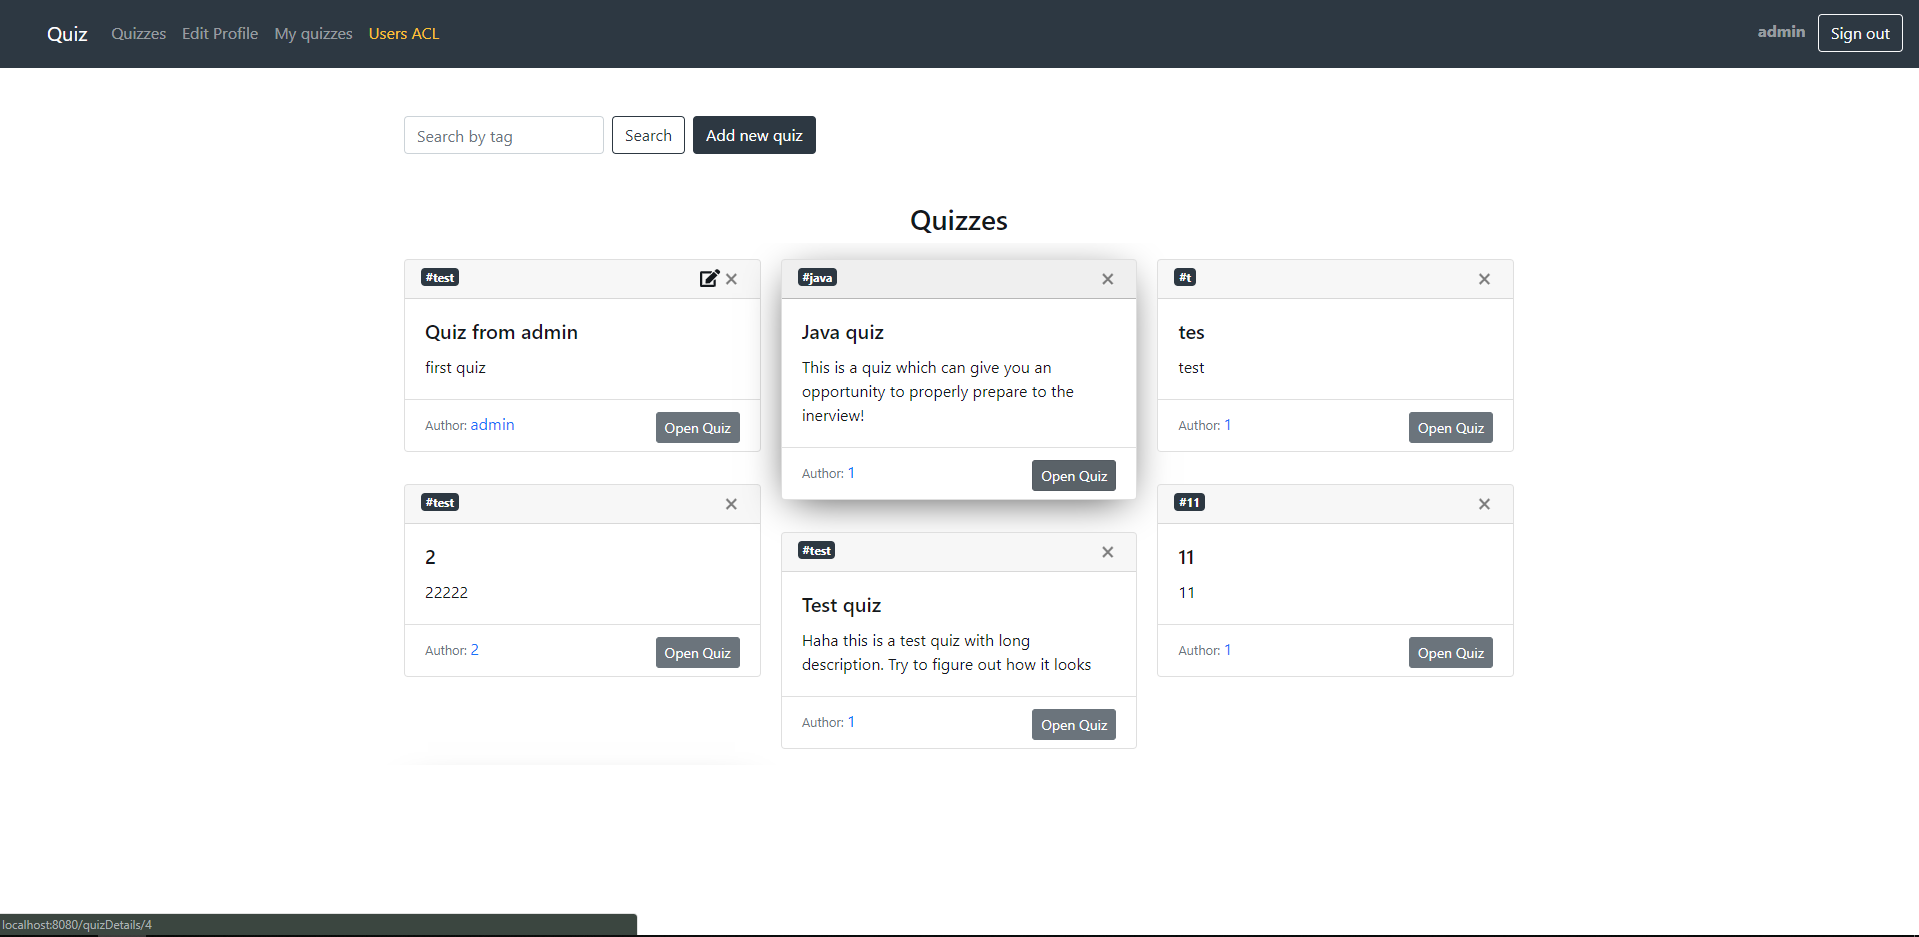 Quiz Quizzes Edit Profile My quizzes Users ACL admin Sign out
Search by tag Search Add new quiz
Quizzes
#test
Quiz from admin
first quiz
Author: admin Open Quiz
#java
Java quiz
This is a quiz which can give you an
opportunity to properly prepare to the
inerview!
Author: 1 Open Quiz
#t
tes
test
Author: 1 Open Quiz
#test
2
22222
Author: 2 Open Quiz
#test
Test quiz
Haha this is a test quiz with long
description. Try to figure out how it looks
Author: 1 Open Quiz
#11
11
11
Author: 1 Open Quiz
localhost:8080/quizDetails/4